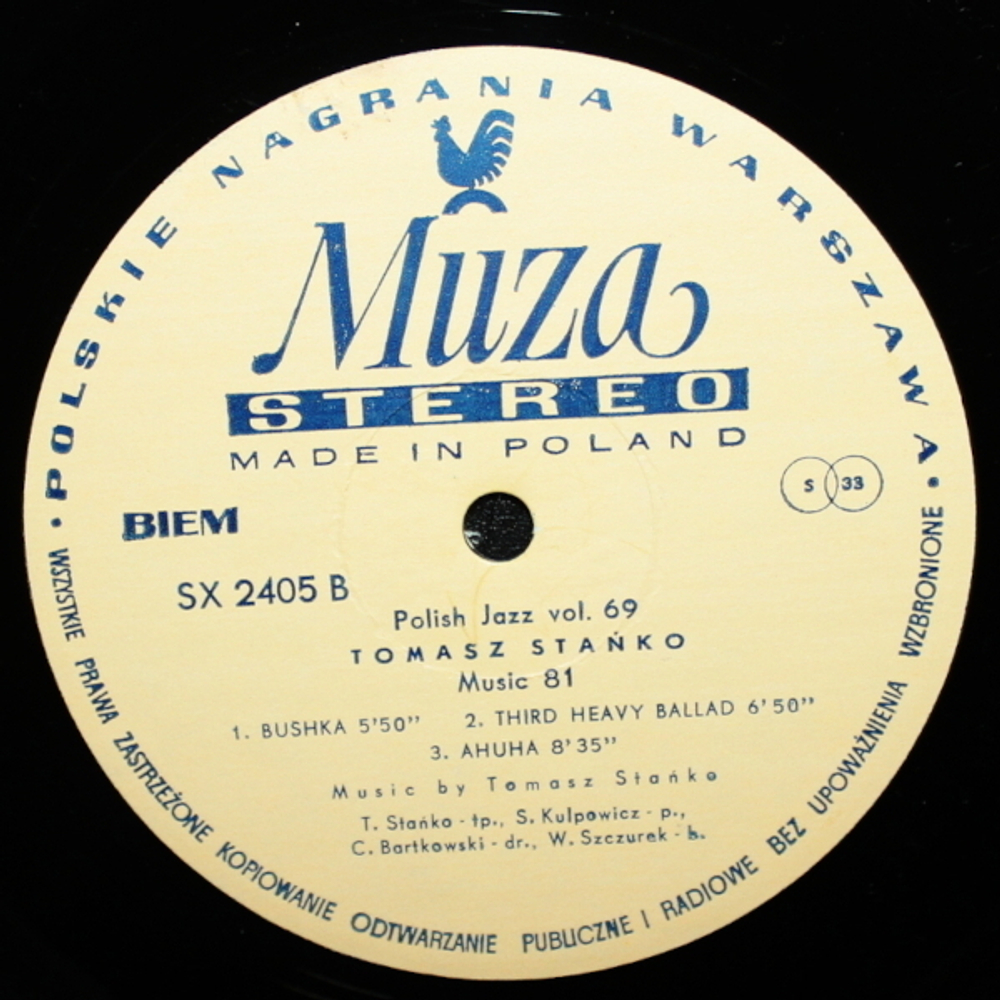 POLSKIE NAGRANIA WARSZAWA
Muza
STEREO
MADE IN POLAND
S 33
BIEM
SX 2405 B
Polish Jazz vol. 69
TOMASZ STAŃKO
Music 81
1. BUSHKA 5'50” 2. THIRD HEAVY BALLAD 6'50”
3. AHUHA 8'35”
Music by Tomasz Stańko
T. Stańko - tp., S. Kulpowicz - p.,
C. Bartkowski - dr., W. Szczurek - b.
WSZYSTKIE PRAWA ZASTRZEŻONE KOPIOWANIE ODTWARZANIE PUBLICZNE I RADIOWE BEZ UPOWAŻNIENIA WZBRONIONE